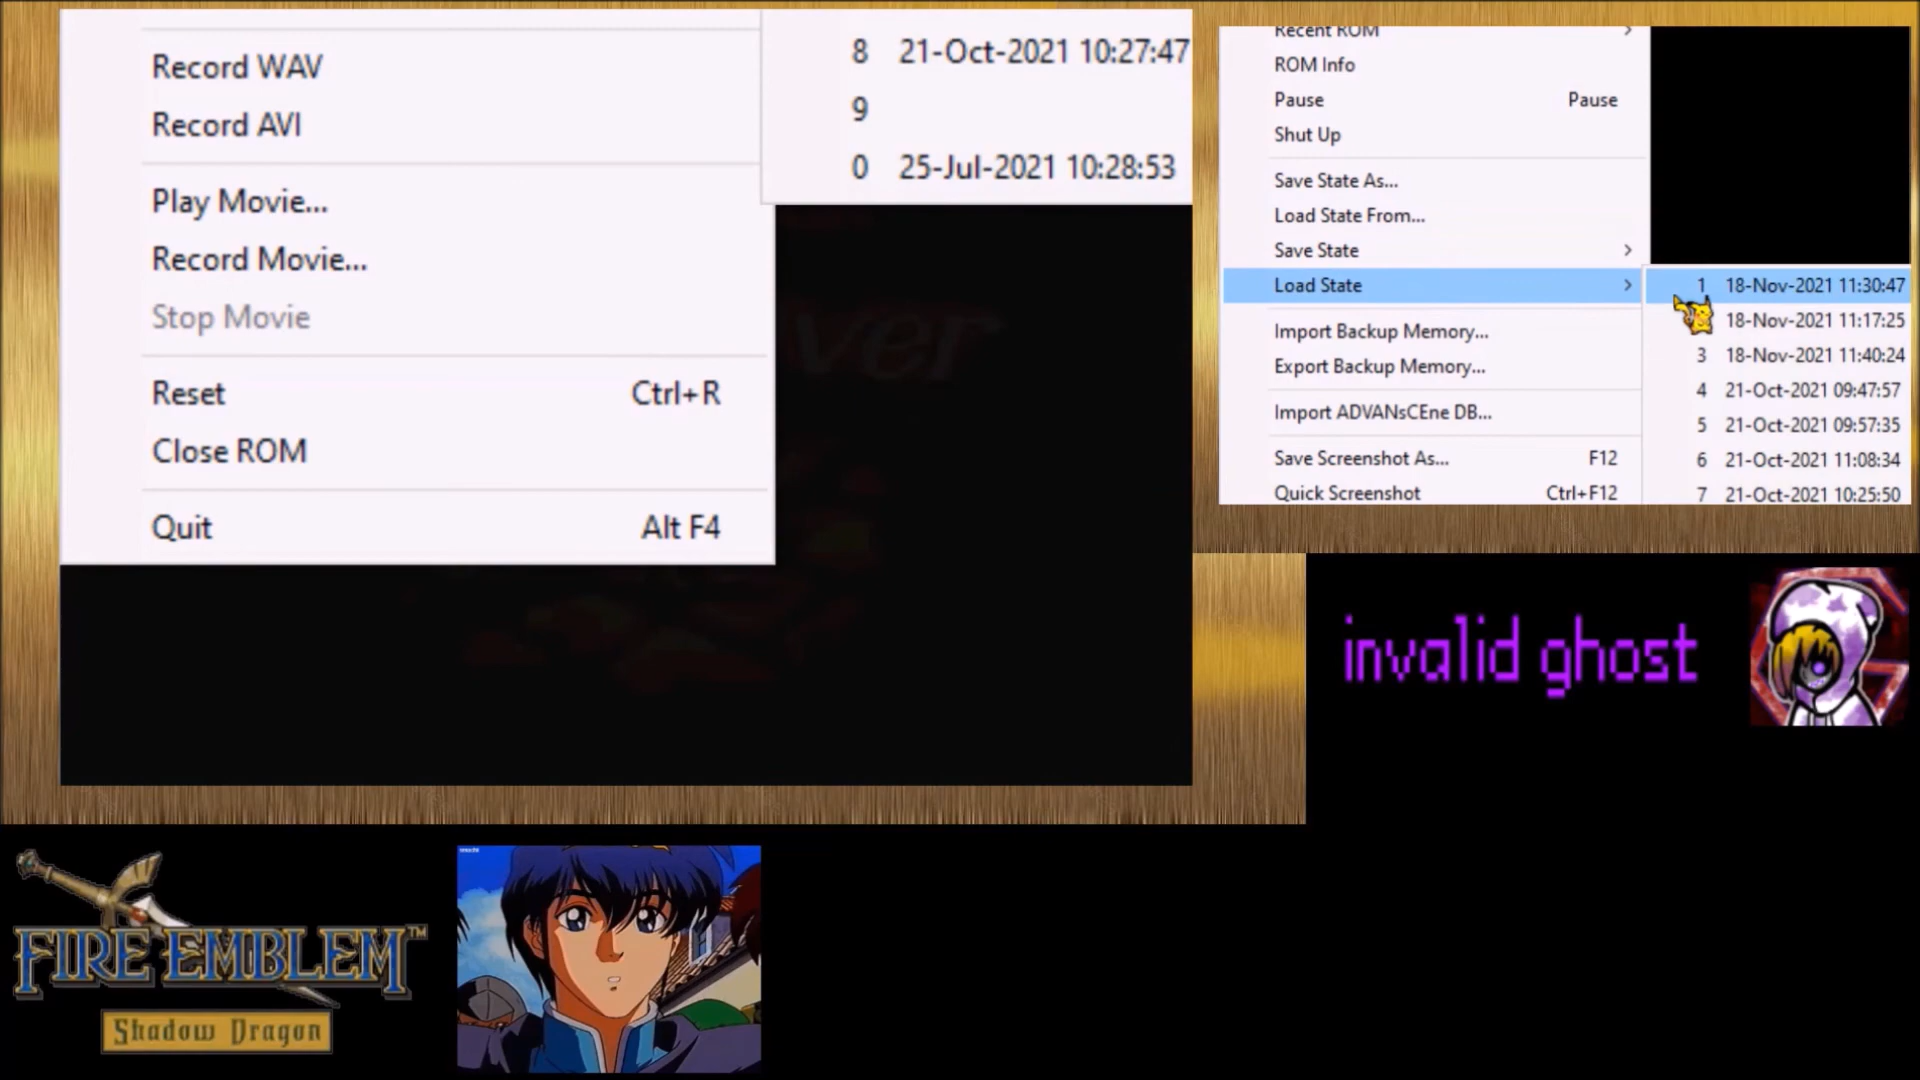 Record WAV
Record AVI
Play Movie...
Record Movie...
Stop Movie
Reset Ctrl+R
Close ROM
Quit Alt F4
8 21-Oct-2021 10:27:47
9
0 25-Jul-2021 10:28:53
ver
Recent ROM
ROM Info
Pause Pause
Shut Up
Save State As...
Load State From...
Save State
Load State
Import Backup Memory...
Export Backup Memory...
Import ADVANsCEne DB...
Save Screenshot As... F12
Quick Screenshot Ctrl+F12
1 18-Nov-2021 11:30:47
18-Nov-2021 11:17:25
3 18-Nov-2021 11:40:24
4 21-Oct-2021 09:47:57
5 21-Oct-2021 09:57:35
6 21-Oct-2021 11:08:34
7 21-Oct-2021 10:25:50
invalid ghost
FIRE EMBLEM™
Shadow Dragon